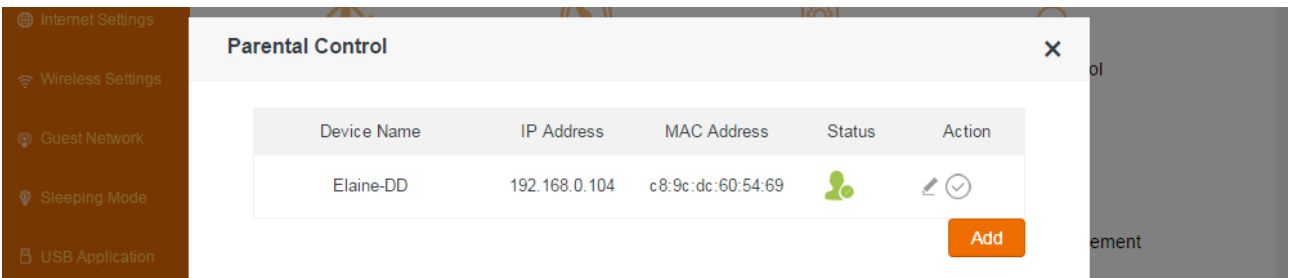 Internet Settings
Wireless Settings
Guest Network
Sleeping Mode
USB Application
Parental Control
×
Device Name IP Address MAC Address Status Action
Elaine-DD 192.168.0.104 c8:9c:dc:60:54:69
Add
ol
ement